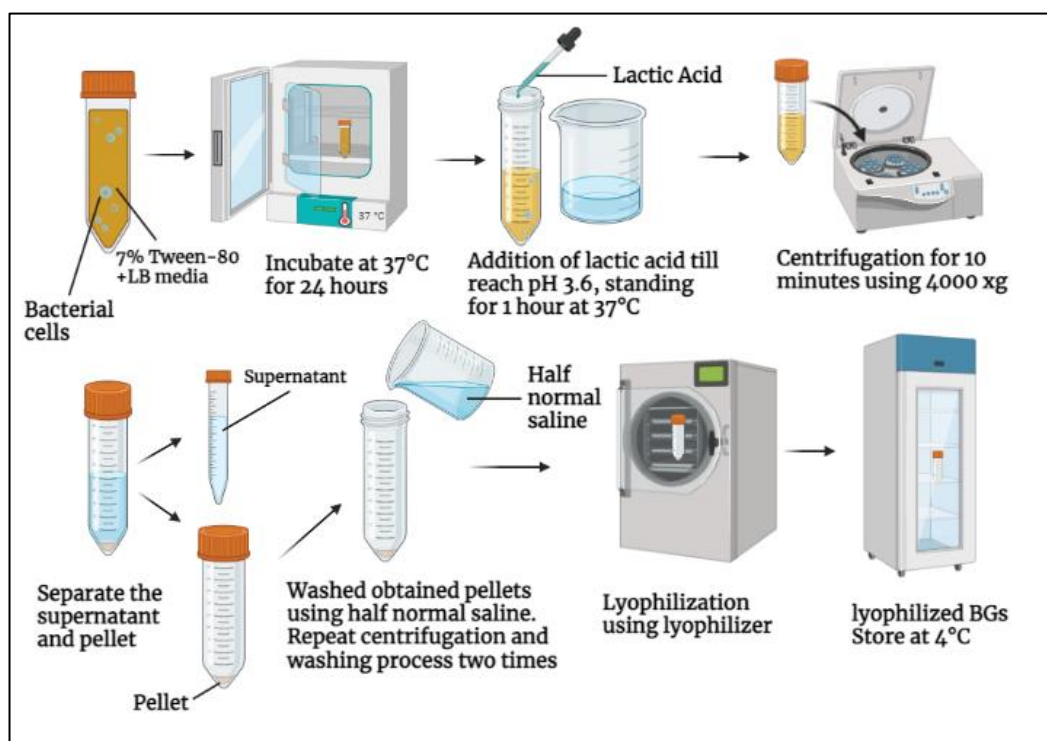 Lactic Acid
7% Tween-80
+LB media
Bacterial
cells
37 °C
Incubate at 37°C
for 24 hours
Addition of lactic acid till
reach pH 3.6, standing
for 1 hour at 37°C
Centrifugation for 10
minutes using 4000 xg
Supernatant
Half
normal
saline
Separate the
supernatant
and pellet
Pellet
Washed obtained pellets
using half normal saline.
Repeat centrifugation and
washing process two times
Lyophilization
using lyophilizer
lyophilized BGs
Store at 4°C